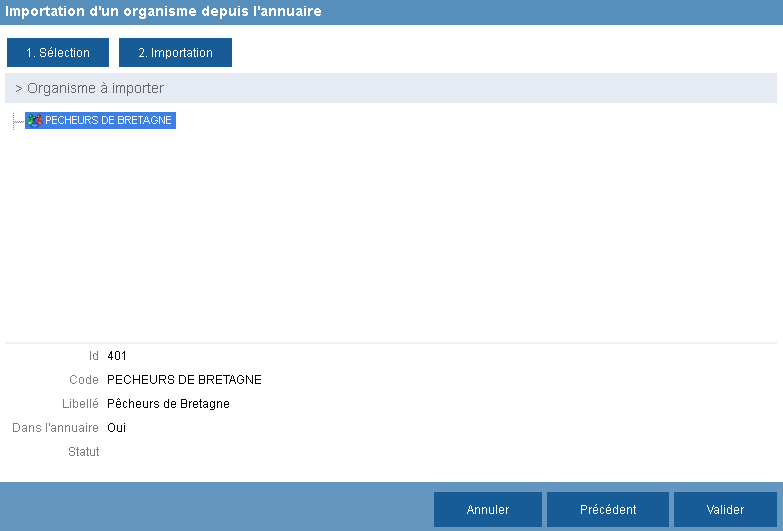 Importation d'un organisme depuis l'annuaire
1. Sélection 2. Importation
> Organisme à importer
PECHEURS DE BRETAGNE
Id 401
Code PECHEURS DE BRETAGNE
Libellé Pêcheurs de Bretagne
Dans l'annuaire Oui
Statut
Annuler Précédent Valider